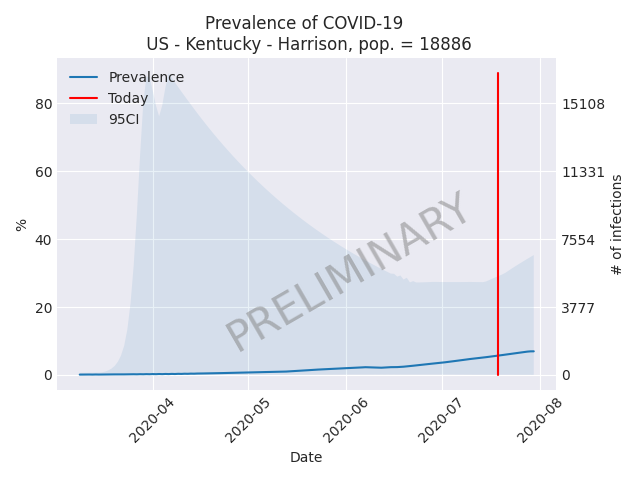 Prevalence of COVID-19
US - Kentucky - Harrison, pop. = 18886
Prevalence
Today
95CI
80
60
40
20
0
%
15108
11331
7554
3777
0
# of infections
PRELIMINARY
2020-04
2020-05
2020-06
2020-07
2020-08
Date